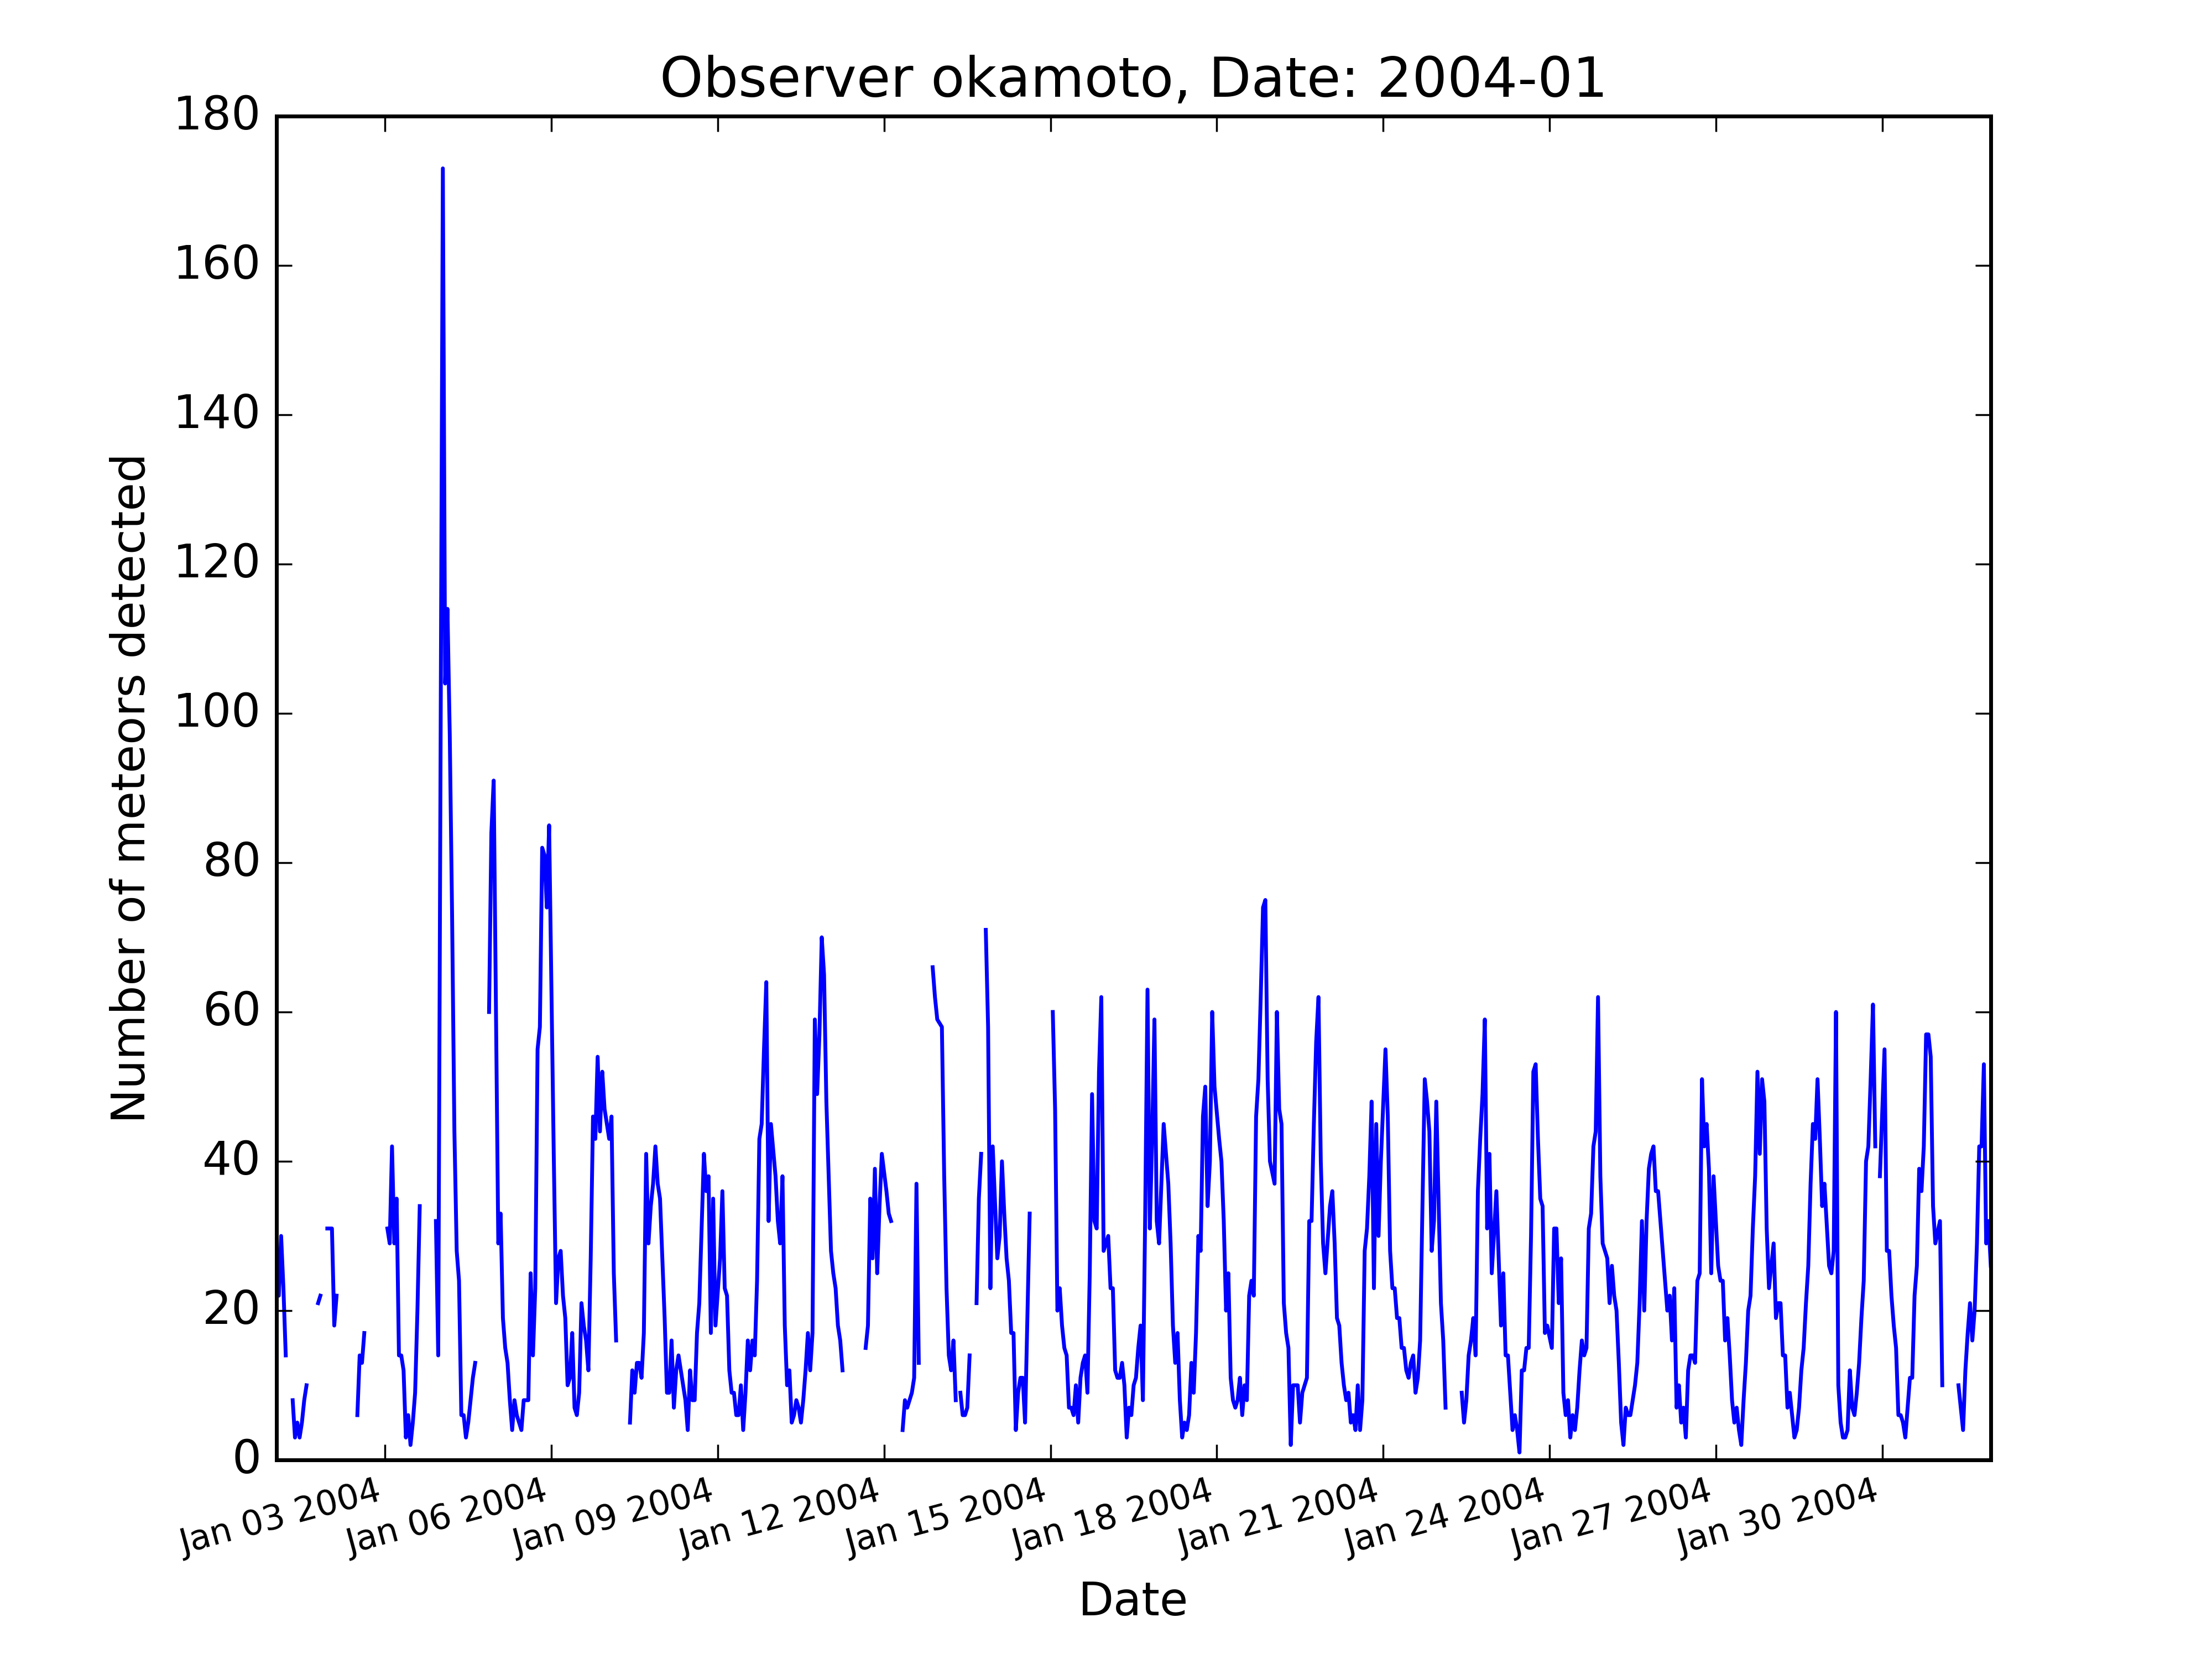 Observer okamoto, Date: 2004-01
180
160
140
120
100
80
60
40
20
0
Number of meteors detected
Jan 03 2004
Jan 06 2004
Jan 09 2004
Jan 12 2004
Jan 15 2004
Jan 18 2004
Jan 21 2004
Jan 24 2004
Jan 27 2004
Jan 30 2004
Date